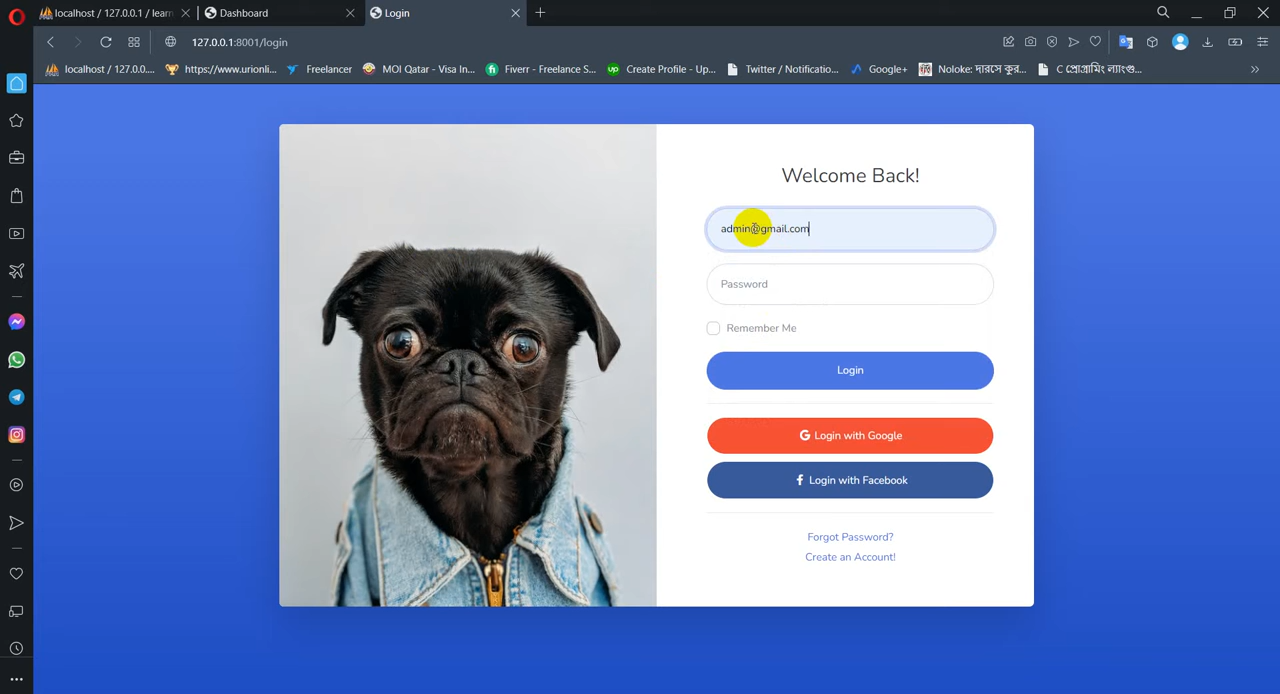 localhost / 127.0.0.1 / learn
Dashboard
Login
127.0.0.1:8001/login
localhost / 127.0.0....
https://www.urionli...
Freelancer
MOI Qatar - Visa In...
Fiverr - Freelance S...
Create Profile - Up...
Twitter / Notificatio...
Google+
Noloke: দারসে কুর...
C প্রোগ্রামিং ল্যাংগু...
Welcome Back!
admin@gmail.com
Password
Remember Me
Login
Login with Google
Login with Facebook
Forgot Password?
Create an Account!